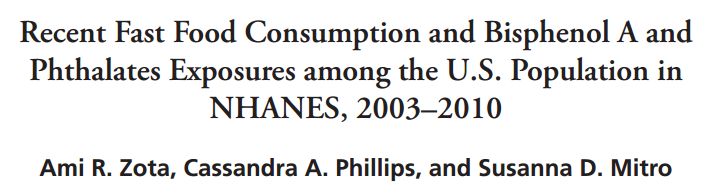 Recent Fast Food Consumption and Bisphenol A and
Phthalates Exposures among the U.S. Population in
NHANES, 2003–2010
Ami R. Zota, Cassandra A. Phillips, and Susanna D. Mitro